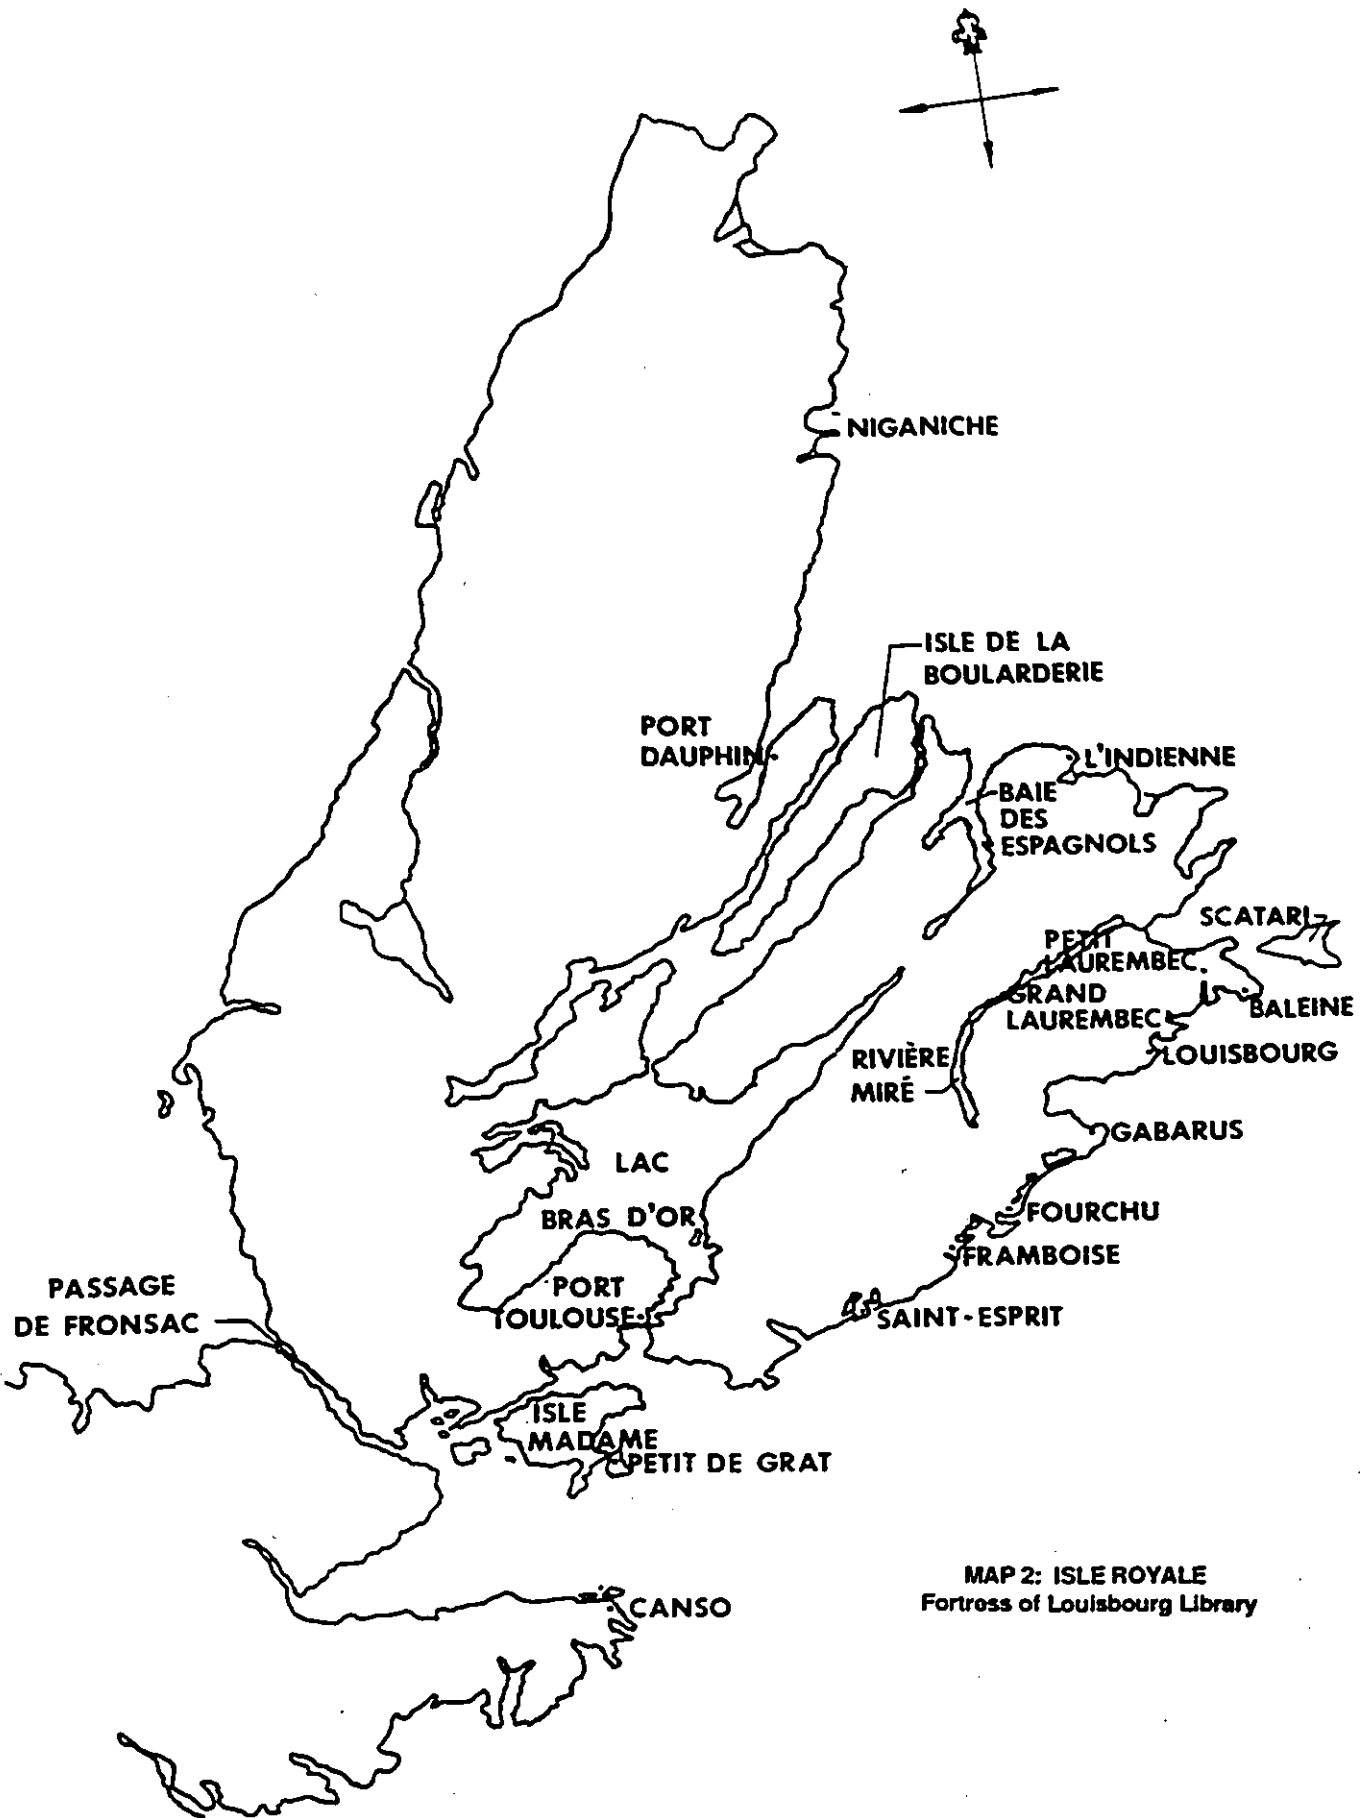 NIGANICHE
ISLE DE LA
BOULARDERIE
PORT
DAUPHIN
L'INDIENNE
BAIE
DES
ESPAGNOLS
SCATARI
PETIT
LAUREMBEC
GRAND
LAUREMBEC
BALEINE
LOUISBOURG
RIVIÈRE
MIRÉ
GABARUS
LAC
BRAS D'OR
FOURCHU
FRAMBOISE
PORT
TOULOUSE
SAINT-ESPRIT
PASSAGE
DE FRONSAC
ISLE
MADAME
PETIT DE GRAT
CANSO
MAP 2: ISLE ROYALE
Fortress of Louisbourg Library